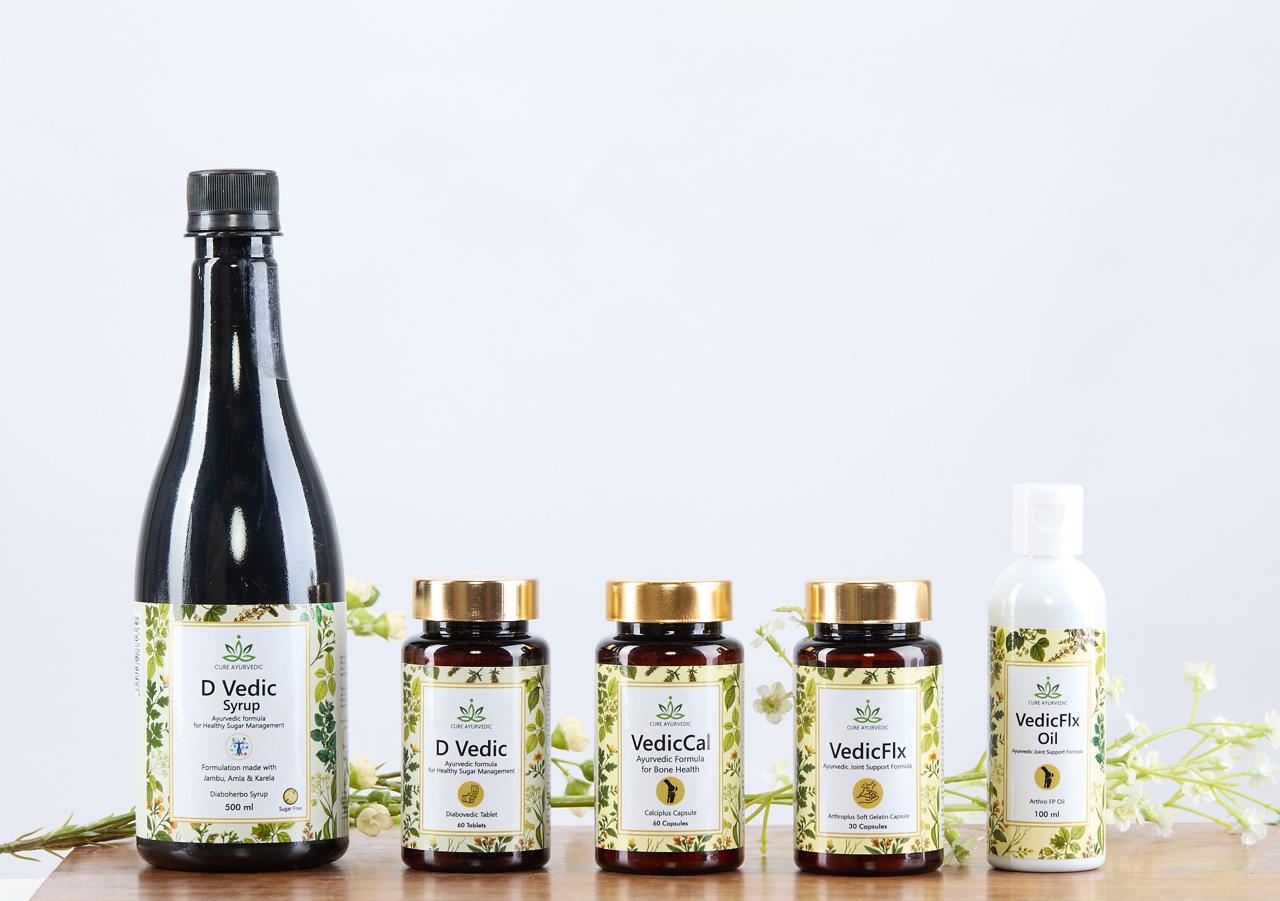 CURE AYURVEDIC
D Vedic
Syrup
Ayurvedic formula
for Healthy Sugar Management
Formulation made with
Jambu, Amla & Karela
Diaboherbo Syrup
500 ml
Sugar Free
CURE AYURVEDIC
D Vedic
Ayurvedic formula
for Healthy Sugar Management
Diabovedic Tablet
60 Tablets
CURE AYURVEDIC
VedicCal
Ayurvedic Formula
for Bone Health
Calciplus Capsule
60 Capsules
CURE AYURVEDIC
VedicFlx
Ayurvedic Joint Support Formula
Arthroplus Soft Gelatin Capsule
30 Capsules
CURE AYURVEDIC
VedicFlx
Oil
Ayurvedic Joint Support Formula
Arthro FP Oil
100 ml